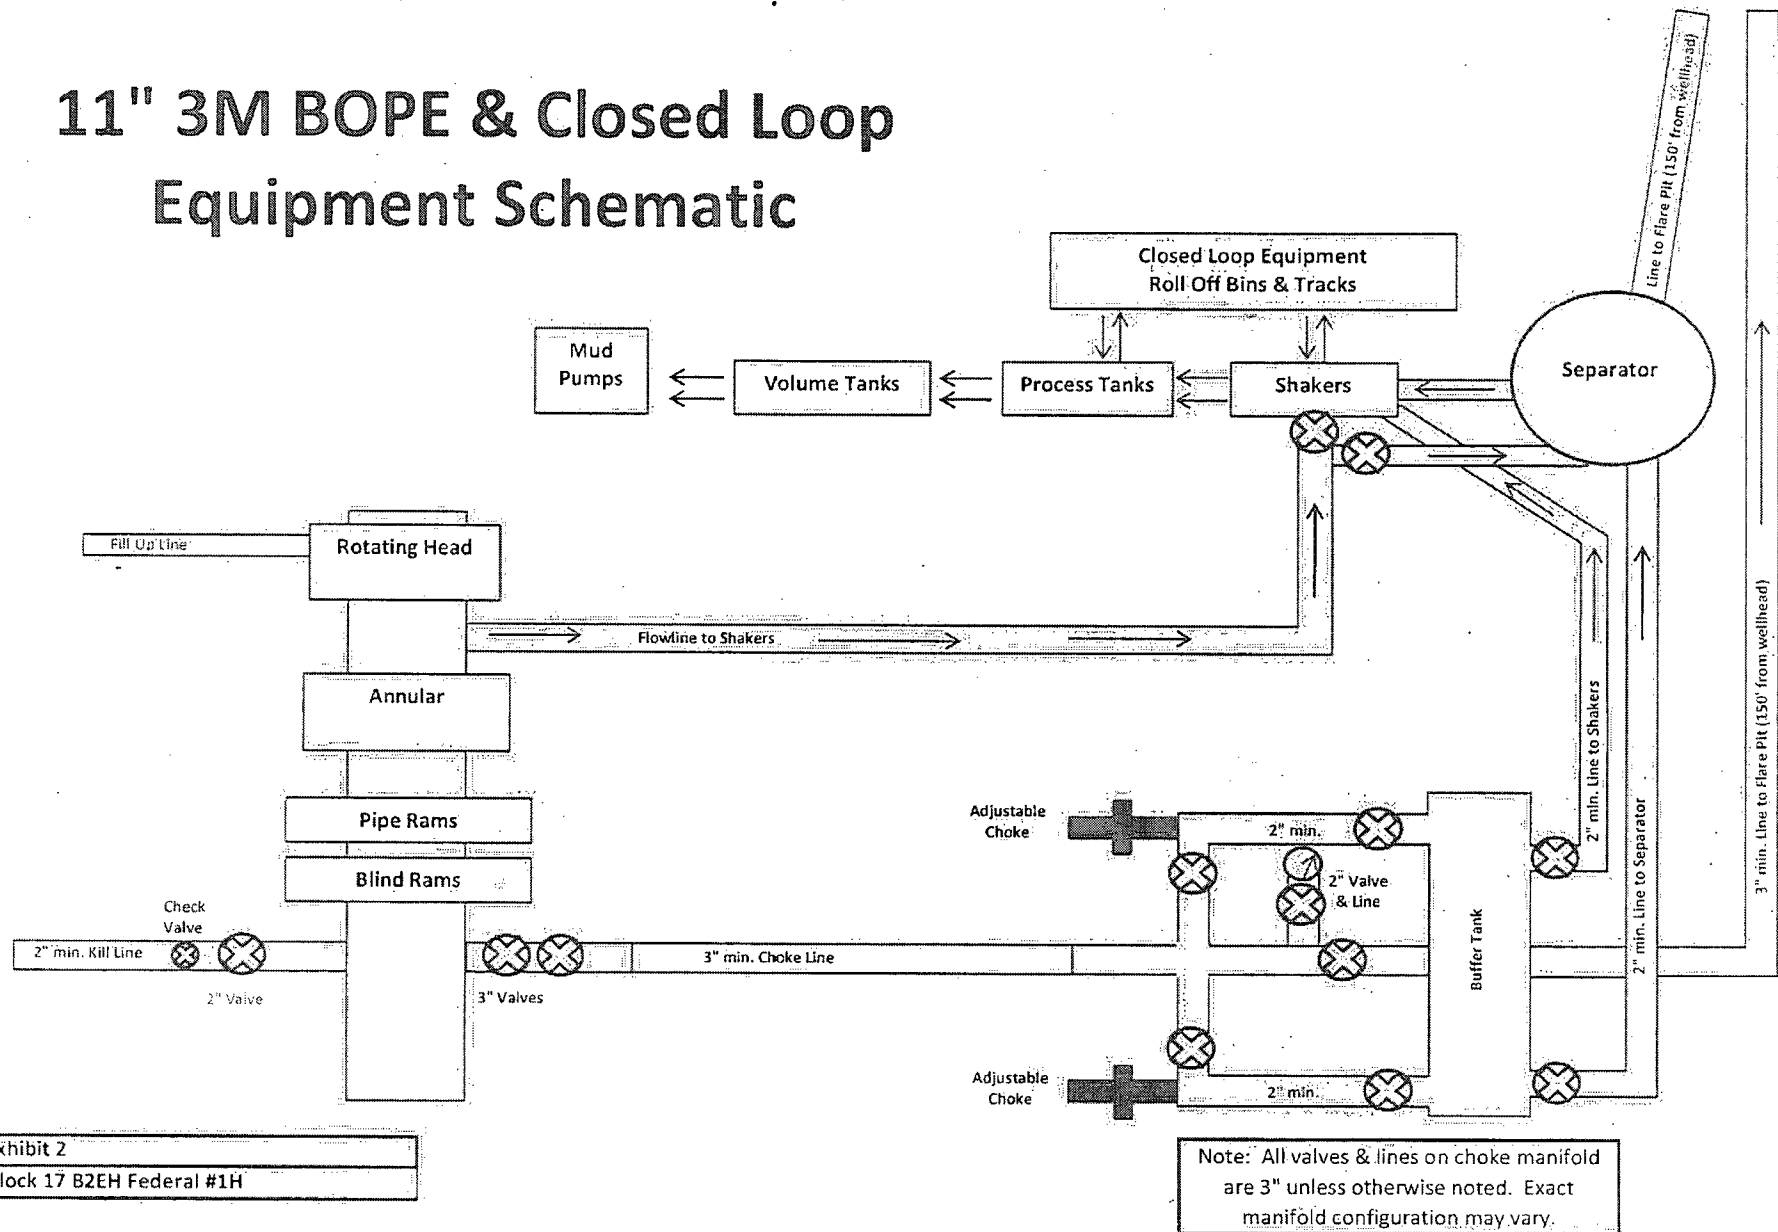 11" 3M BOPE & Closed Loop
Equipment Schematic
Line to Flare Pit (150' from wellhead)
Closed Loop Equipment
Roll Off Bins & Tracks
Mud
Pumps
Volume Tanks
Process Tanks
Shakers
Separator
Fill Up Line
Rotating Head
Flowline to Shakers
Annular
Pipe Rams
Blind Rams
Check
Valve
2" min. Kill Line
2" Valve
3" Valves
3" min. Choke Line
Adjustable
Choke
2" min.
2" Valve
& Line
Adjustable
Choke
2" min.
Buffer Tank
2" min. Line to Shakers
2" min. Line to Separator
3" min. Line to Flare Pit (150' from wellhead)
xhibit 2
lock 17 B2EH Federal #1H
Note: All valves & lines on choke manifold
are 3" unless otherwise noted. Exact
manifold configuration may vary.